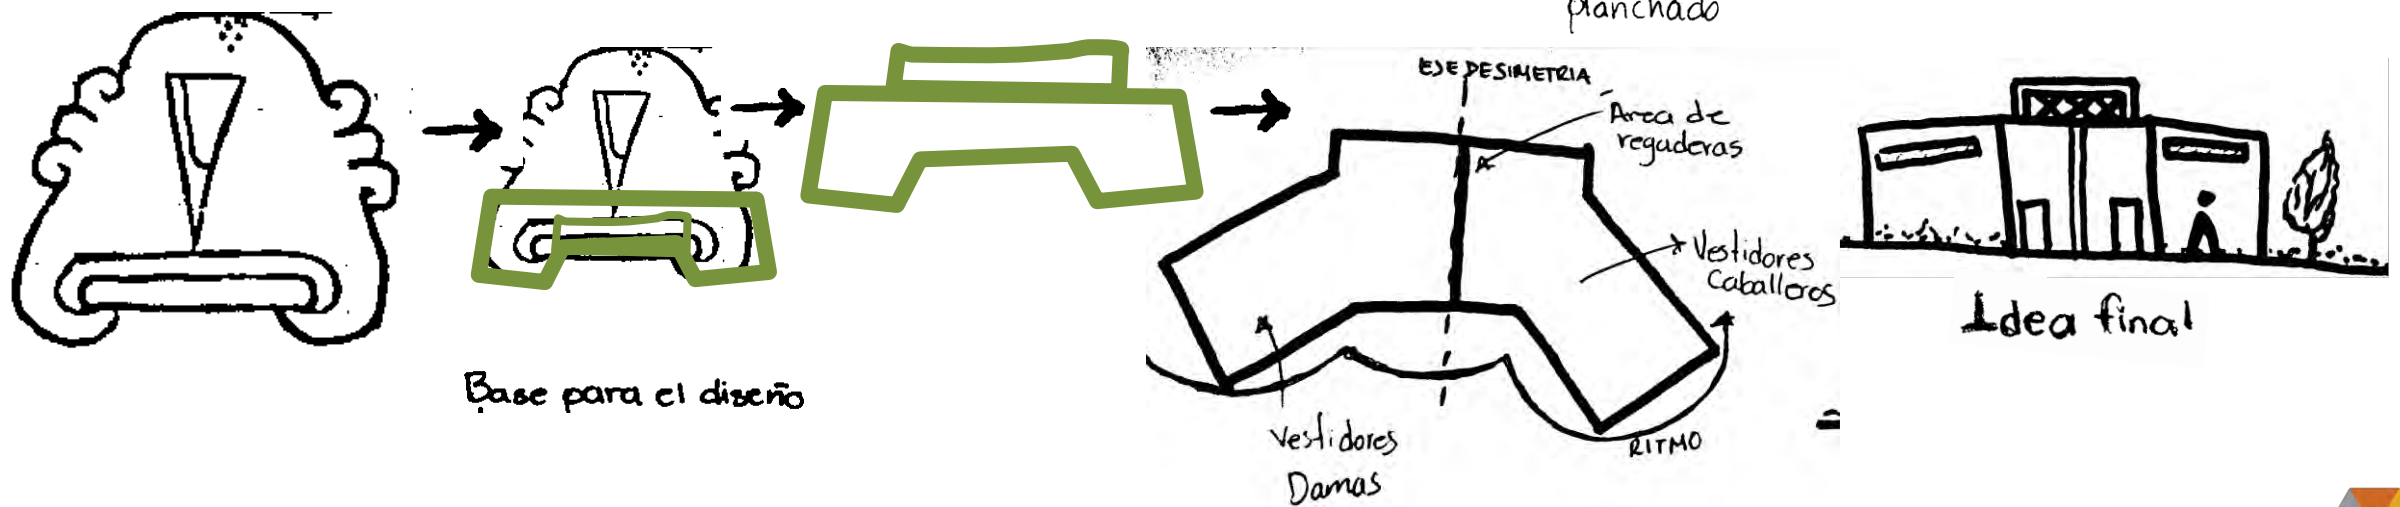 planchado
EJE DE SIMETRIA
Area de
regaderas
Vestidores
Caballeros
Idea final
Base para el diseño
Vestidores
Damas
RITMO